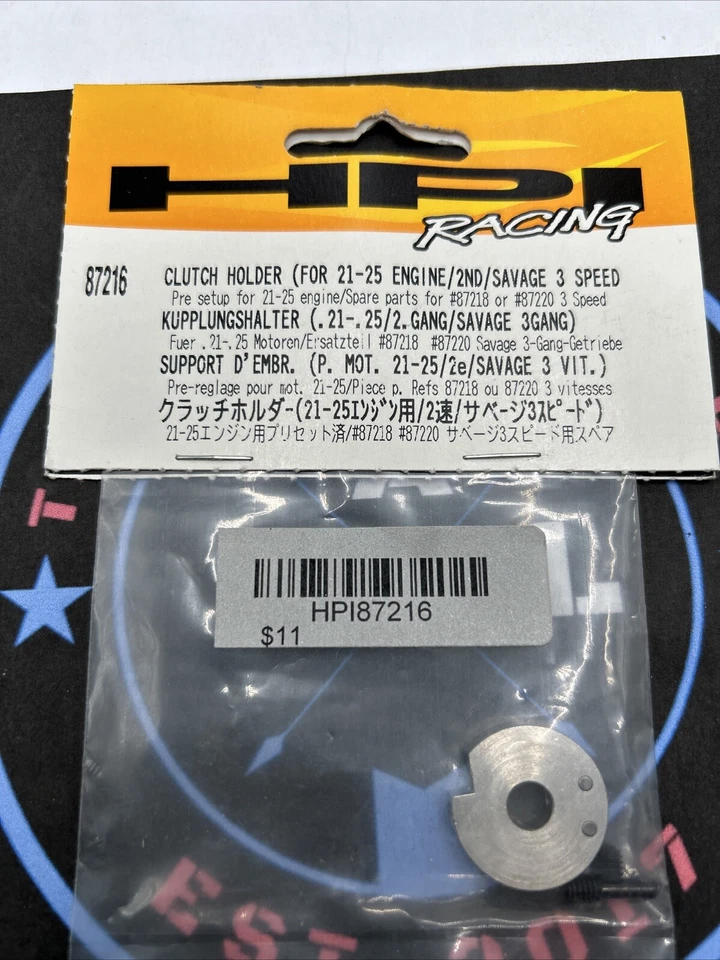 HPI
RACING
87216 CLUTCH HOLDER (FOR 21-25 ENGINE/2ND/SAVAGE 3 SPEED
Pre setup for 21-25 engine/Spare parts for #87218 or #87220 3 Speed
KUPPLUNGSHALTER (.21-.25/2.GANG/SAVAGE 3GANG)
Fuer .21-.25 Motoren/Ersatzteil #87218 #87220 Savage 3-Gang-Getriebe
SUPPORT D'EMBR. (P. MOT. 21-25/2e/SAVAGE 3 VIT.)
Pre-reglage pour mot. 21-25/Piece p. Refs 87218 ou 87220 3 vitesses
クラッチホルダｰ(21-25ｴﾝｼﾞﾝ用/2速/サベｰジ3ｽﾋﾟｰﾄﾞ)
21-25エンジン用プリセット済/#87218 #87220 サベージ3スピード用スペア
HPI87216
$11
T
EST